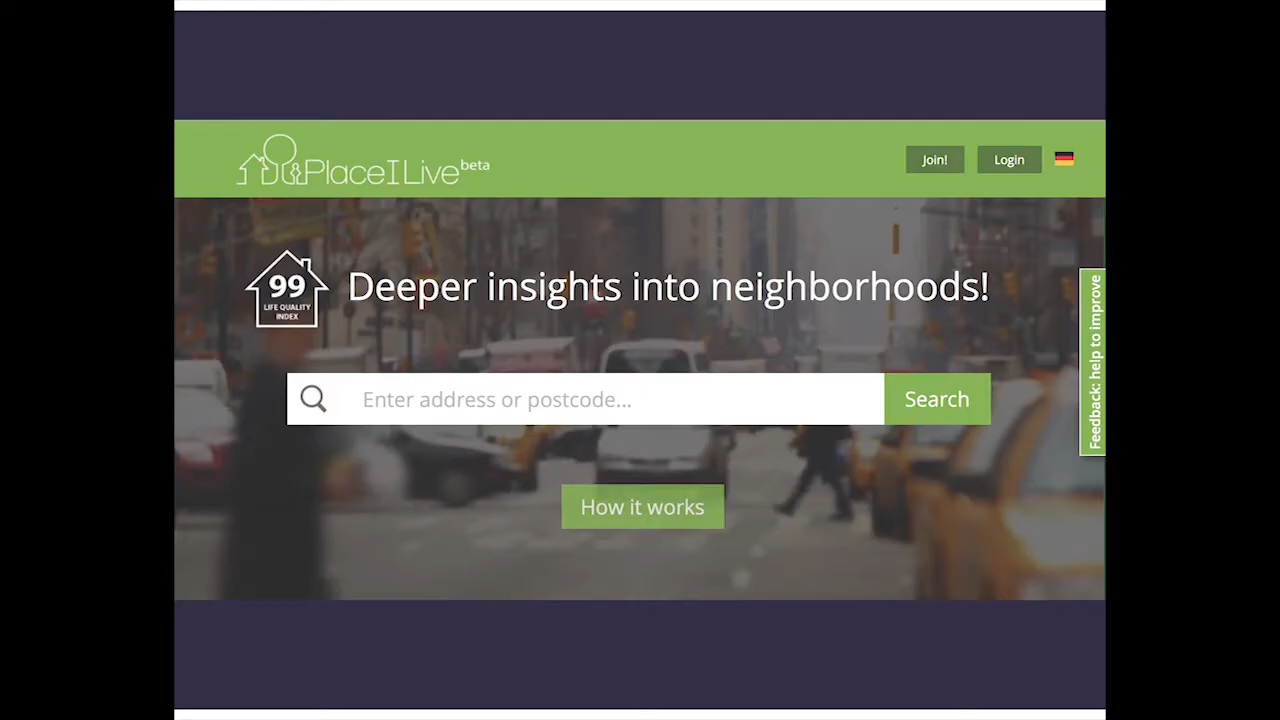 PlaceILive beta
Join!
Login
99
LIFE QUALITY
INDEX
Deeper insights into neighborhoods!
Enter address or postcode...
Search
How it works
Feedback: help to improve